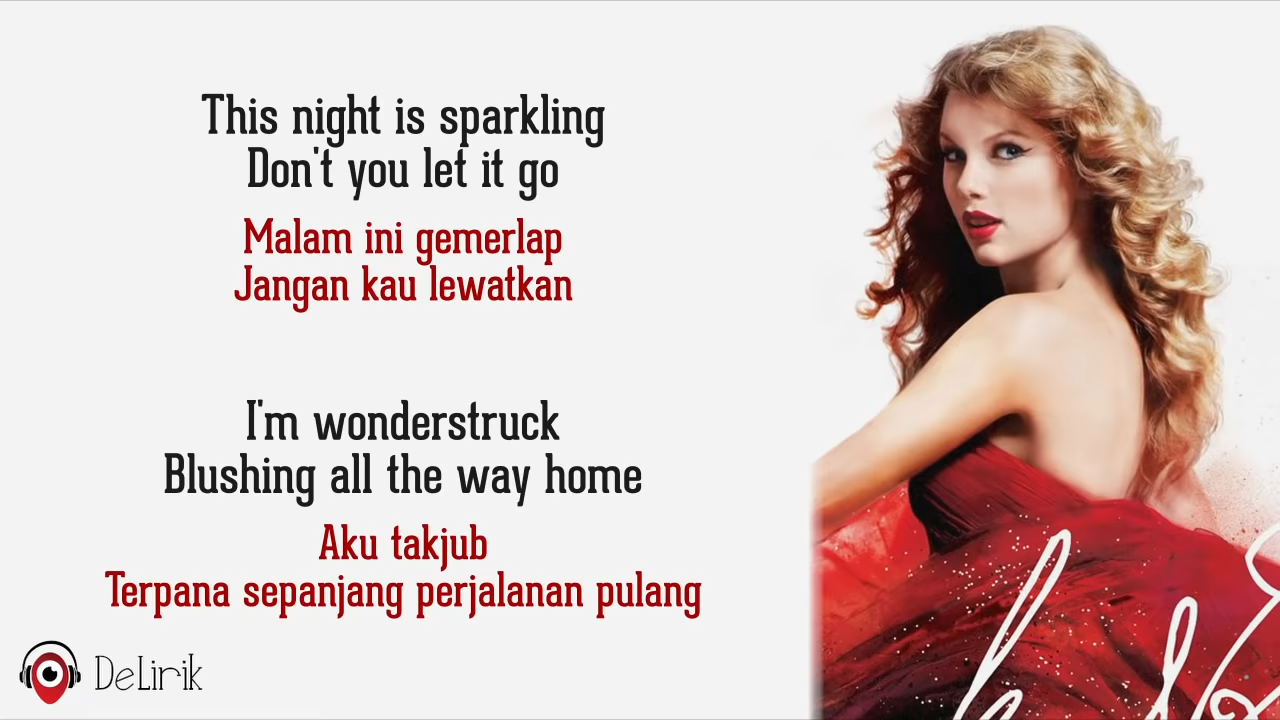 This night is sparkling
Don't you let it go
Malam ini gemerlap
Jangan kau lewatkan
I'm wonderstruck
Blushing all the way home
Aku takjub
Terpana sepanjang perjalanan pulang
DeLirik